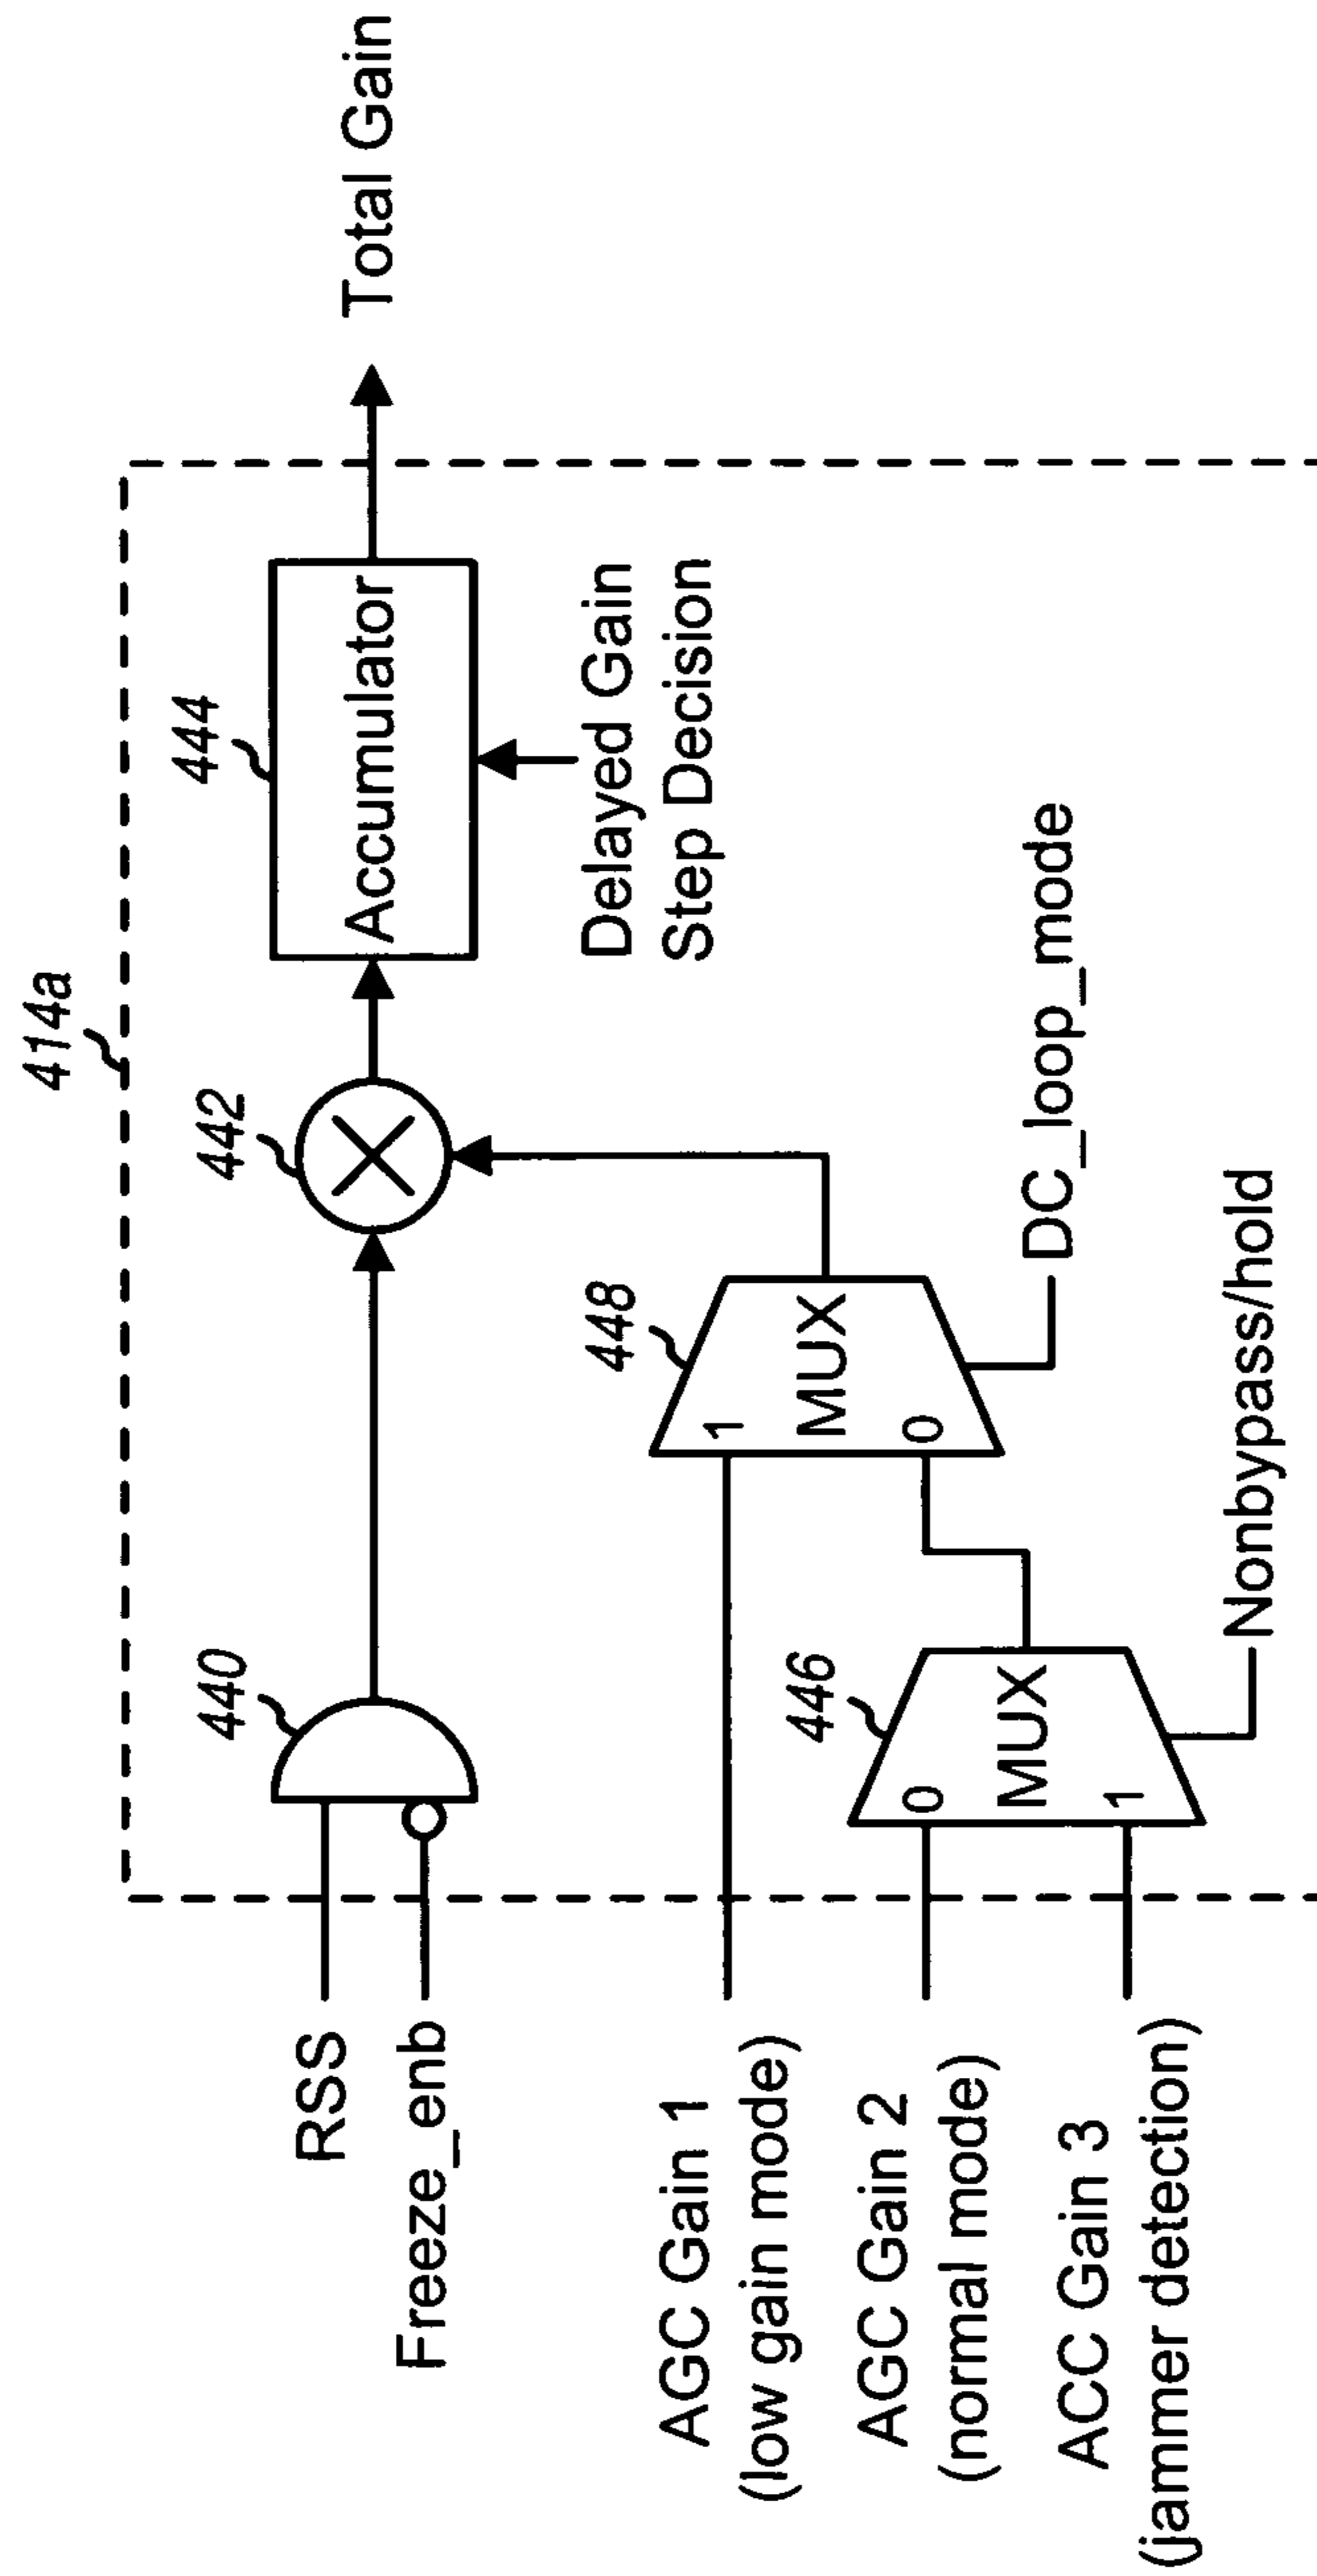 414a
RSS
Freeze_enb
440
442
444
Accumulator
Total Gain
Delayed Gain
Step Decision
AGC Gain 1
(low gain mode)
AGC Gain 2
(normal mode)
ACC Gain 3
(jammer detection)
446
0
MUX
1
Nonbypass/hold
448
1
MUX
0
DC_loop_mode